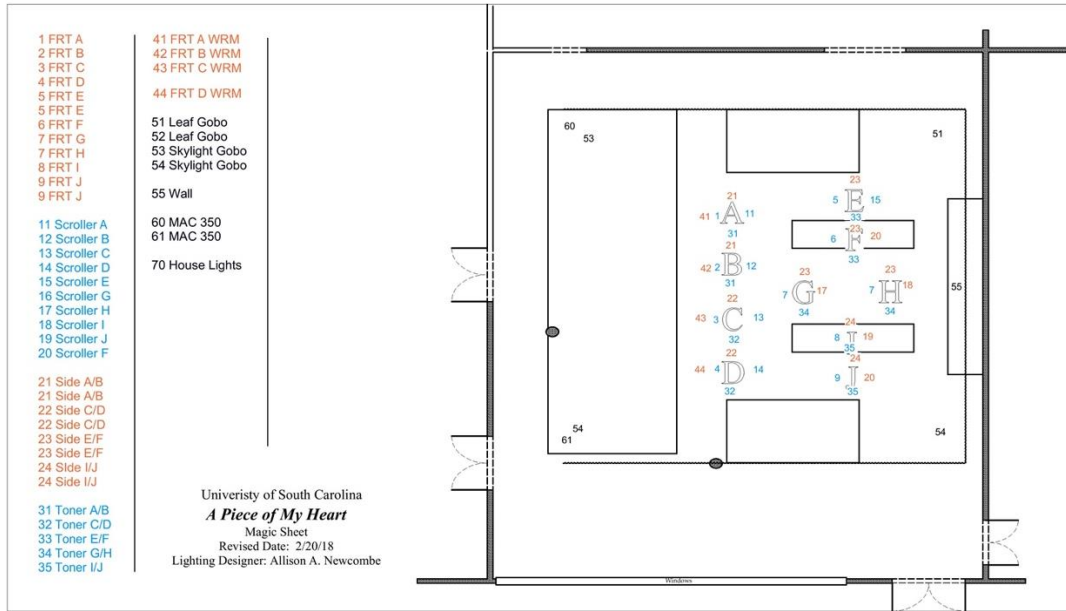 1 FRT A
2 FRT B
3 FRT C
4 FRT D
5 FRT E
5 FRT E
6 FRT F
7 FRT G
7 FRT H
8 FRT I
9 FRT J
9 FRT J
11 Scroller A
12 Scroller B
13 Scroller C
14 Scroller D
15 Scroller E
16 Scroller G
17 Scroller H
18 Scroller I
19 Scroller J
20 Scroller F
21 Side A/B
21 Side A/B
22 Side C/D
22 Side C/D
23 Side E/F
23 Side E/F
24 SIde I/J
24 Side I/J
31 Toner A/B
32 Toner C/D
33 Toner E/F
34 Toner G/H
35 Toner I/J
41 FRT A WRM
42 FRT B WRM
43 FRT C WRM
44 FRT D WRM
51 Leaf Gobo
52 Leaf Gobo
53 Skylight Gobo
54 Skylight Gobo
55 Wall
60 MAC 350
61 MAC 350
70 House Lights
Univeristy of South Carolina
A Piece of My Heart
Magic Sheet
Revised Date: 2/20/18
Lighting Designer: Allison A. Newcombe
60
53
51
21
41 1 A 11
31
21
42 2 B 12
31
22
43 3 C 13
32
22
44 4 D 14
32
23
5 E 15
33
23
6 F 20
33
23
7 G 17
34
23
7 H 18
34
24
8 I 19
35
24
9 J 20
35
55
54
61
54
Windows